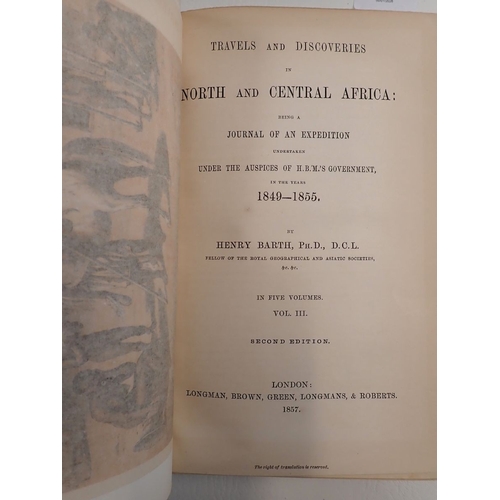 TRAVELS AND DISCOVERIES
IN
NORTH AND CENTRAL AFRICA:
BEING A
JOURNAL OF AN EXPEDITION
UNDERTAKEN
UNDER THE AUSPICES OF H.B.M.'S GOVERNMENT,
IN THE YEARS
1849—1855.
BY
HENRY BARTH, PH.D., D.C.L.
FELLOW OF THE ROYAL GEOGRAPHICAL AND ASIATIC SOCIETIES,
&c. &c.
IN FIVE VOLUMES.
VOL. III.
SECOND EDITION.
LONDON:
LONGMAN, BROWN, GREEN, LONGMANS, & ROBERTS.
1857.
The right of translation is reserved.